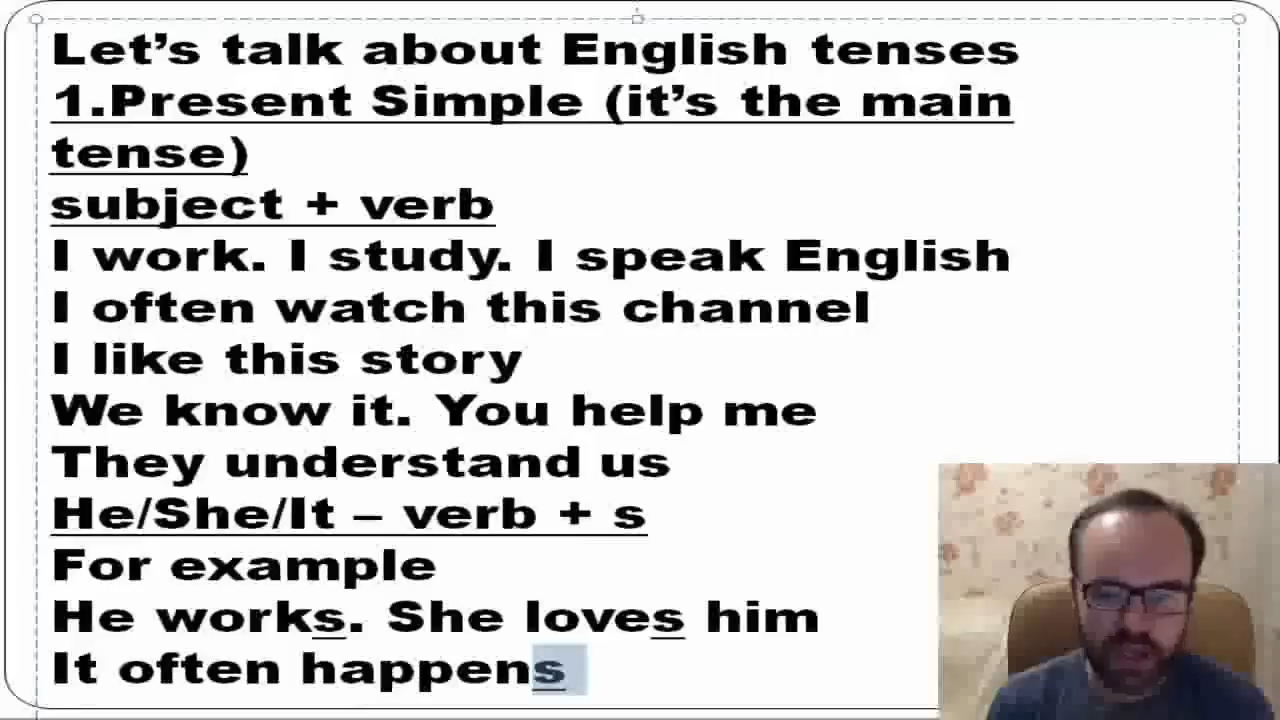 Let’s talk about English tenses
1.Present Simple (it’s the main
tense)
subject + verb
I work. I study. I speak English
I often watch this channel
I like this story
We know it. You help me
They understand us
He/She/It – verb + s
For example
He works. She loves him
It often happens